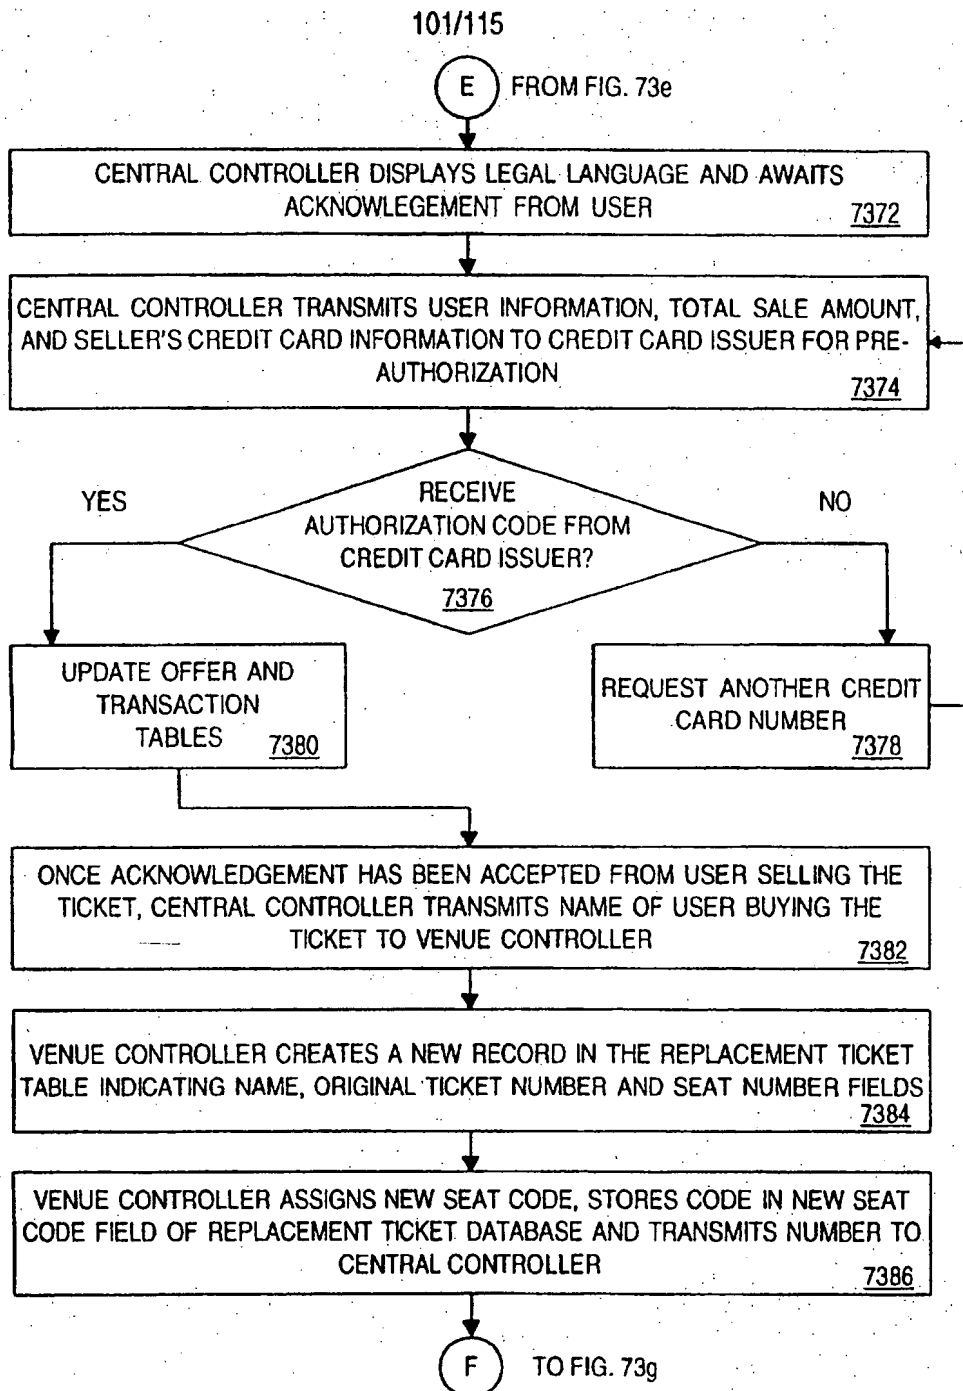 101/115
E FROM FIG. 73e
CENTRAL CONTROLLER DISPLAYS LEGAL LANGUAGE AND AWAITS
ACKNOWLEGEMENT FROM USER
7372
CENTRAL CONTROLLER TRANSMITS USER INFORMATION, TOTAL SALE AMOUNT,
AND SELLER'S CREDIT CARD INFORMATION TO CREDIT CARD ISSUER FOR PRE-
AUTHORIZATION
7374
RECEIVE
AUTHORIZATION CODE FROM
CREDIT CARD ISSUER?
7376
YES
NO
UPDATE OFFER AND
TRANSACTION
TABLES
7380
REQUEST ANOTHER CREDIT
CARD NUMBER
7378
ONCE ACKNOWLEDGEMENT HAS BEEN ACCEPTED FROM USER SELLING THE
TICKET, CENTRAL CONTROLLER TRANSMITS NAME OF USER BUYING THE
TICKET TO VENUE CONTROLLER
7382
VENUE CONTROLLER CREATES A NEW RECORD IN THE REPLACEMENT TICKET
TABLE INDICATING NAME, ORIGINAL TICKET NUMBER AND SEAT NUMBER FIELDS
7384
VENUE CONTROLLER ASSIGNS NEW SEAT CODE, STORES CODE IN NEW SEAT
CODE FIELD OF REPLACEMENT TICKET DATABASE AND TRANSMITS NUMBER TO
CENTRAL CONTROLLER
7386
F TO FIG. 73g